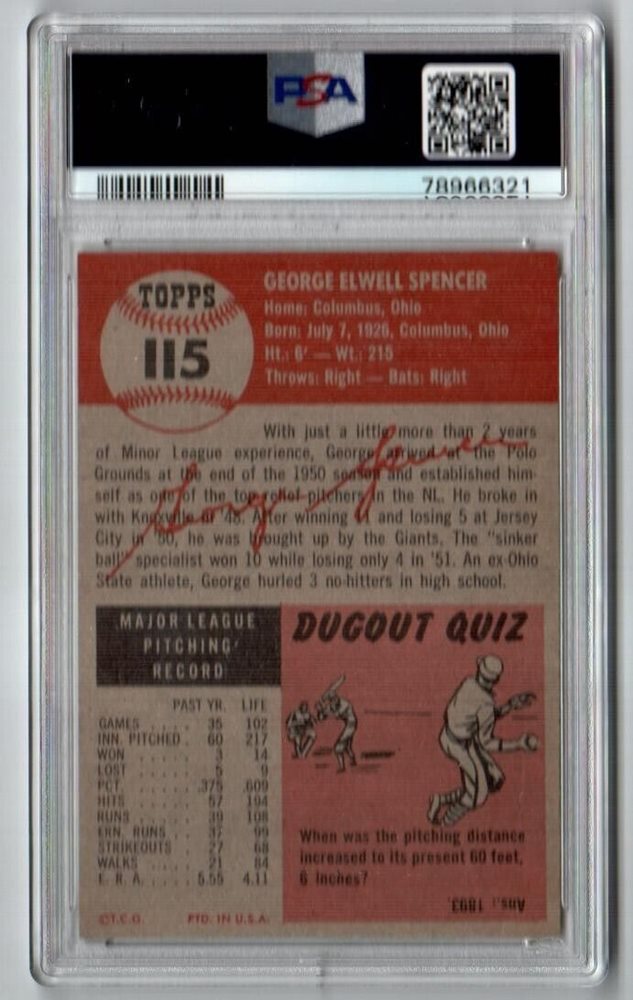 PSA
78966321
TOPPS
115
GEORGE ELWELL SPENCER
Home: Columbus, Ohio
Born: July 7, 1926, Columbus, Ohio
Ht.: 6' — Wt.: 215
Throws: Right — Bats: Right
With just a little more than 2 years
of Minor League experience, George arrived at the Polo
Grounds at the end of the 1950 season and established him-
self as one of the top relief pitchers in the NL. He broke in
with Knoxville in '48. After winning 11 and losing 5 at Jersey
City in '50, he was brought up by the Giants. The "sinker
ball" specialist won 10 while losing only 4 in '51. An ex-Ohio
State athlete, George hurled 3 no-hitters in high school.
George Spencer
MAJOR LEAGUE
PITCHING
RECORD
PAST YR. LIFE
GAMES . . . . 35 102
INN. PITCHED . 60 217
WON . . . . . 3 14
LOST . . . . . 5 9
PCT. . . . . . .375 .609
HITS . . . . . 57 194
RUNS . . . . . 39 108
ERN. RUNS . . 37 99
STRIKEOUTS . . 27 68
WALKS . . . . 21 84
E. R. A. . . . . 5.55 4.11
©T.C.G. PTD. IN U.S.A.
DUGOUT QUIZ
When was the pitching distance
increased to its present 60 feet,
6 inches?
Ans.: 1893.